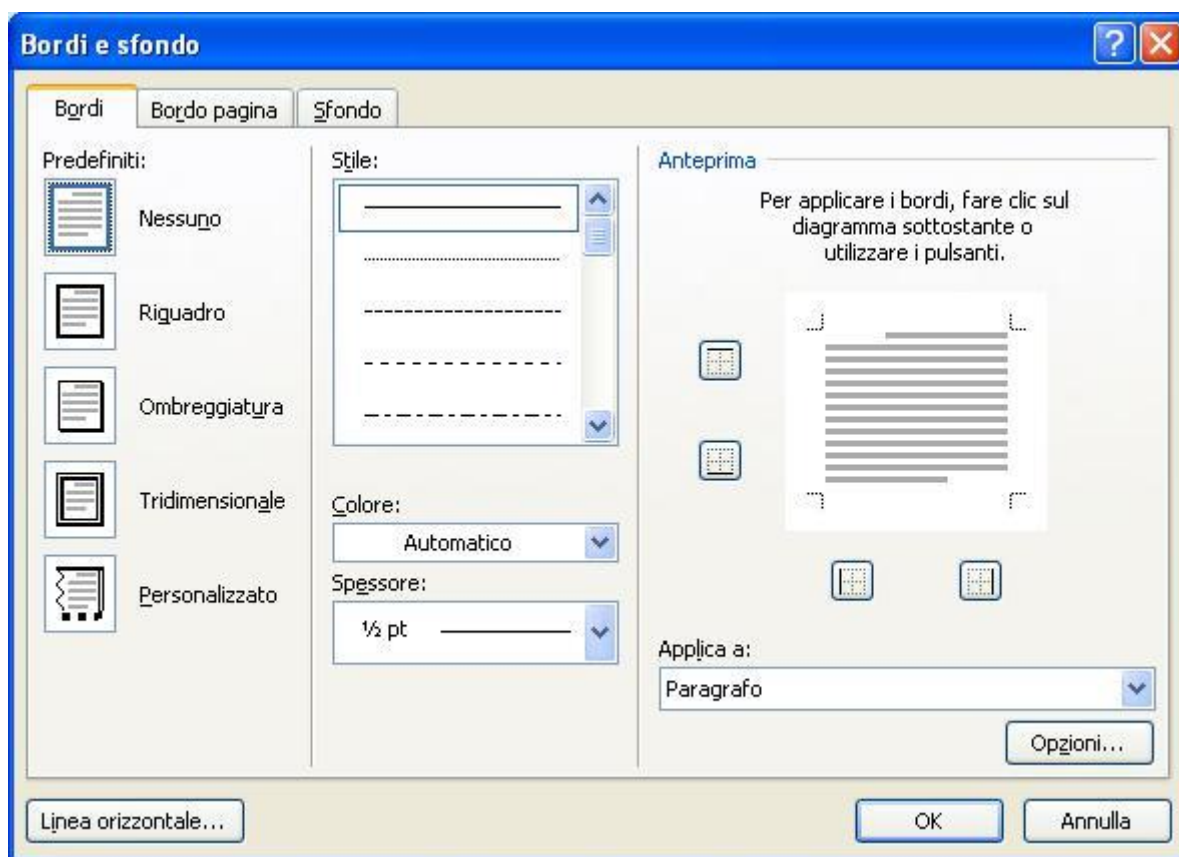 Bordi e sfondo
Bordi
Bordo pagina
Sfondo
Predefiniti:
Nessuno
Riquadro
Ombreggiatura
Tridimensionale
Personalizzato
Stile:
Colore:
Automatico
Spessore:
½ pt
Anteprima
Per applicare i bordi, fare clic sul
diagramma sottostante o
utilizzare i pulsanti.
Applica a:
Paragrafo
Opzioni...
Linea orizzontale...
OK
Annulla